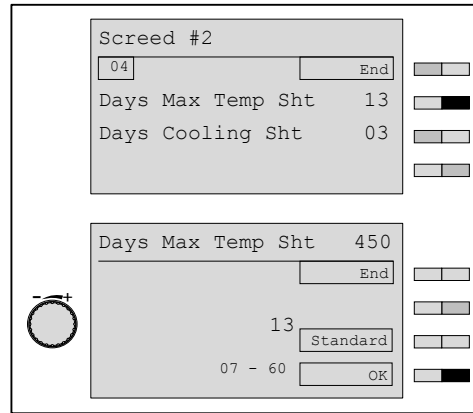 Screed #2
04 End
Days Max Temp Sht 13
Days Cooling Sht 03
Days Max Temp Sht 450
End
- +
13
Standard
07 - 60 OK